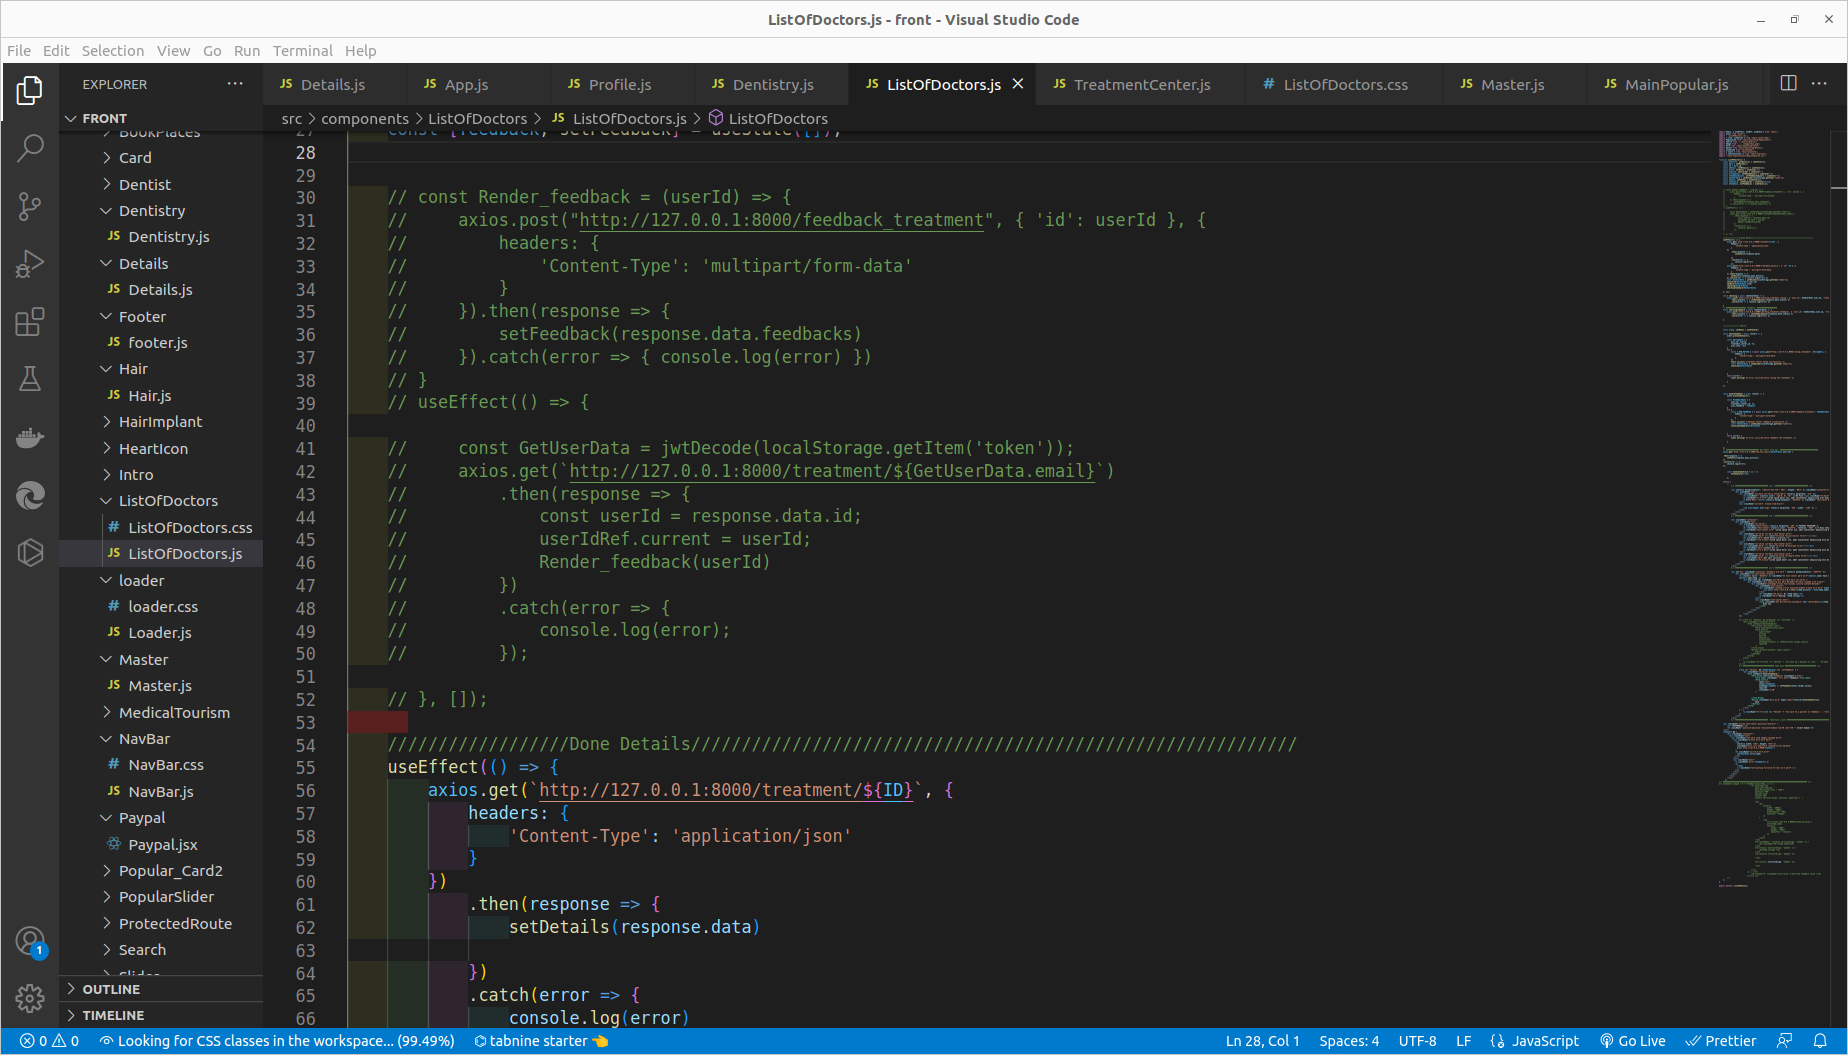 ListOfDoctors.js - front - Visual Studio Code
File Edit Selection View Go Run Terminal Help
EXPLORER
JS Details.js JS App.js JS Profile.js JS Dentistry.js JS ListOfDoctors.js JS TreatmentCenter.js # ListOfDoctors.css JS Master.js JS MainPopular.js
src > components > ListOfDoctors > JS ListOfDoctors.js > ListOfDoctors
FRONT
BookPlaces
Card
Dentist
Dentistry
JS Dentistry.js
Details
JS Details.js
Footer
JS footer.js
Hair
JS Hair.js
HairImplant
HeartIcon
Intro
ListOfDoctors
# ListOfDoctors.css
JS ListOfDoctors.js
loader
# loader.css
JS Loader.js
Master
JS Master.js
MedicalTourism
NavBar
# NavBar.css
JS NavBar.js
Paypal
Paypal.jsx
Popular_Card2
PopularSlider
ProtectedRoute
Search
Slider
OUTLINE
TIMELINE
27 const [feedback, setFeedback] = useState([]);
28
29
30 // const Render_feedback = (userId) => {
31 //     axios.post("http://127.0.0.1:8000/feedback_treatment", { 'id': userId }, {
32 //         headers: {
33 //             'Content-Type': 'multipart/form-data'
34 //         }
35 //     }).then(response => {
36 //         setFeedback(response.data.feedbacks)
37 //     }).catch(error => { console.log(error) })
38 // }
39 // useEffect(() => {
40
41 //     const GetUserData = jwtDecode(localStorage.getItem('token'));
42 //     axios.get(`http://127.0.0.1:8000/treatment/${GetUserData.email}`)
43 //         .then(response => {
44 //             const userId = response.data.id;
45 //             userIdRef.current = userId;
46 //             Render_feedback(userId)
47 //         })
48 //         .catch(error => {
49 //             console.log(error);
50 //         });
51
52 // }, []);
53
54 //////////////////Done Details////////////////////////////////////////////////////////////
55 useEffect(() => {
56     axios.get(`http://127.0.0.1:8000/treatment/${ID}`, {
57         headers: {
58             'Content-Type': 'application/json'
59         }
60     })
61         .then(response => {
62             setDetails(response.data)
63
64         })
65         .catch(error => {
66             console.log(error)
1
0 0 Looking for CSS classes in the workspace... (99.49%) tabnine starter Ln 28, Col 1 Spaces: 4 UTF-8 LF JavaScript Go Live Prettier